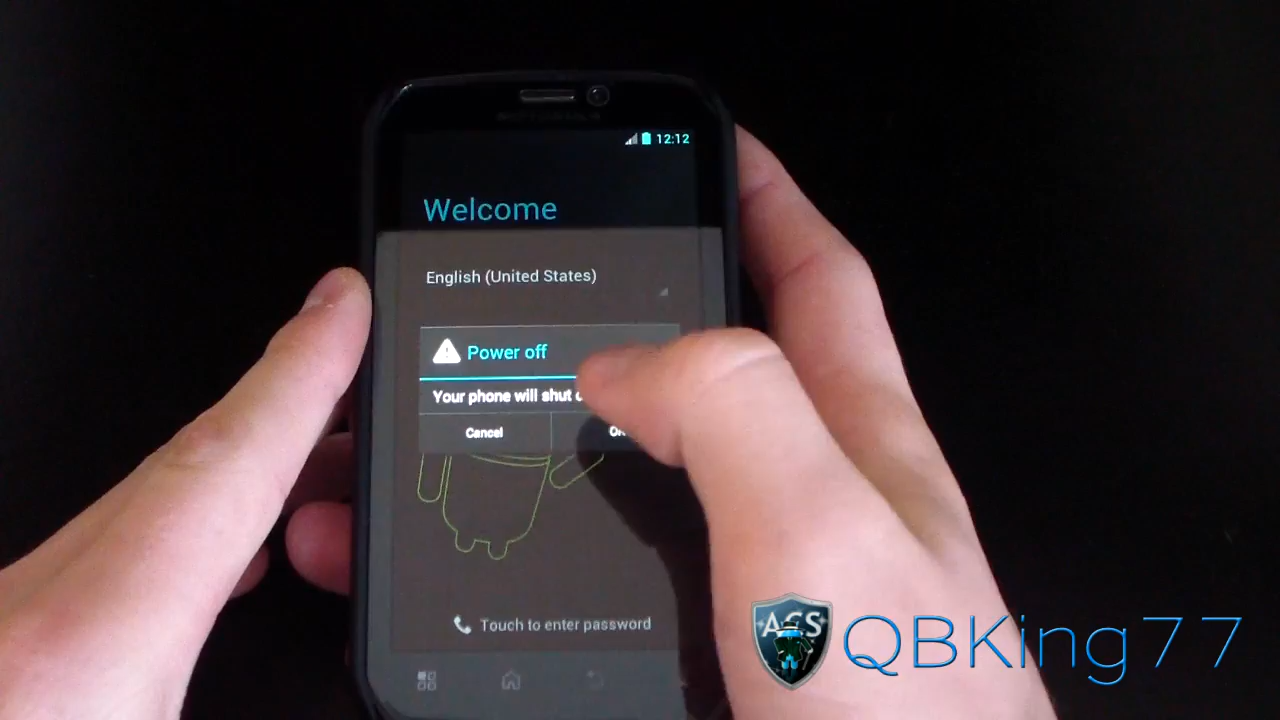 12:12
Welcome
English (United States)
Power off
Your phone will shut
Cancel
Touch to enter password
ACS
QBKing77